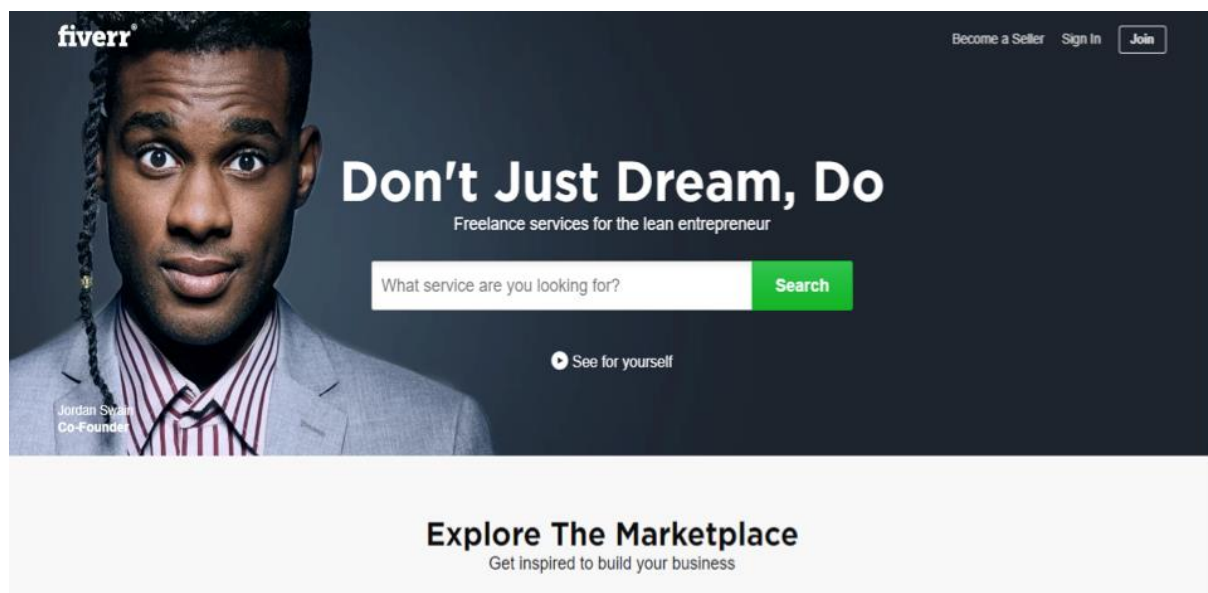 fiverr®
Become a Seller Sign In Join
Don't Just Dream, Do
Freelance services for the lean entrepreneur
What service are you looking for? Search
See for yourself
Jordan Swain
Co-Founder
Explore The Marketplace
Get inspired to build your business